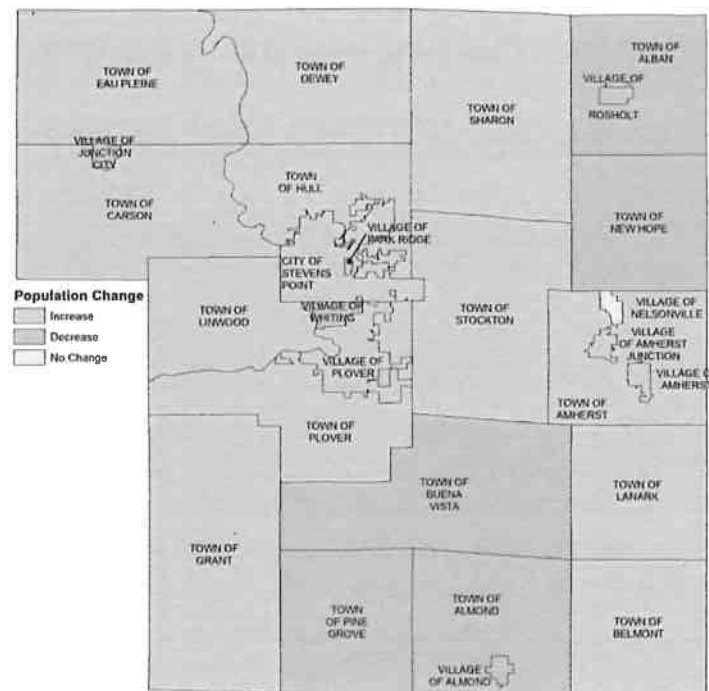 TOWN OF
EAU PLEINE
TOWN OF
DEWEY
TOWN OF
SHARON
TOWN OF
ALBAN
VILLAGE OF
ROSHOLT
VILLAGE OF
JUNCTION
CITY
TOWN OF
CARSON
TOWN
OF HULL
VILLAGE OF
PARK RIDGE
CITY OF
STEVENS
POINT
TOWN OF
NEW HOPE
Population Change
Increase
Decrease
No Change
TOWN OF
LINWOOD
VILLAGE OF
WHITING
VILLAGE OF
PLOVER
TOWN OF
STOCKTON
VILLAGE OF
NELSONVILLE
VILLAGE
OF AMHERST
JUNCTION
VILLAGE O
AMHERST
TOWN OF
AMHERST
TOWN OF
PLOVER
TOWN OF
BUENA
VISTA
TOWN OF
LANARK
TOWN OF
GRANT
TOWN
OF PINE
GROVE
TOWN OF
ALMOND
VILLAGE
OF ALMOND
TOWN OF
BELMONT